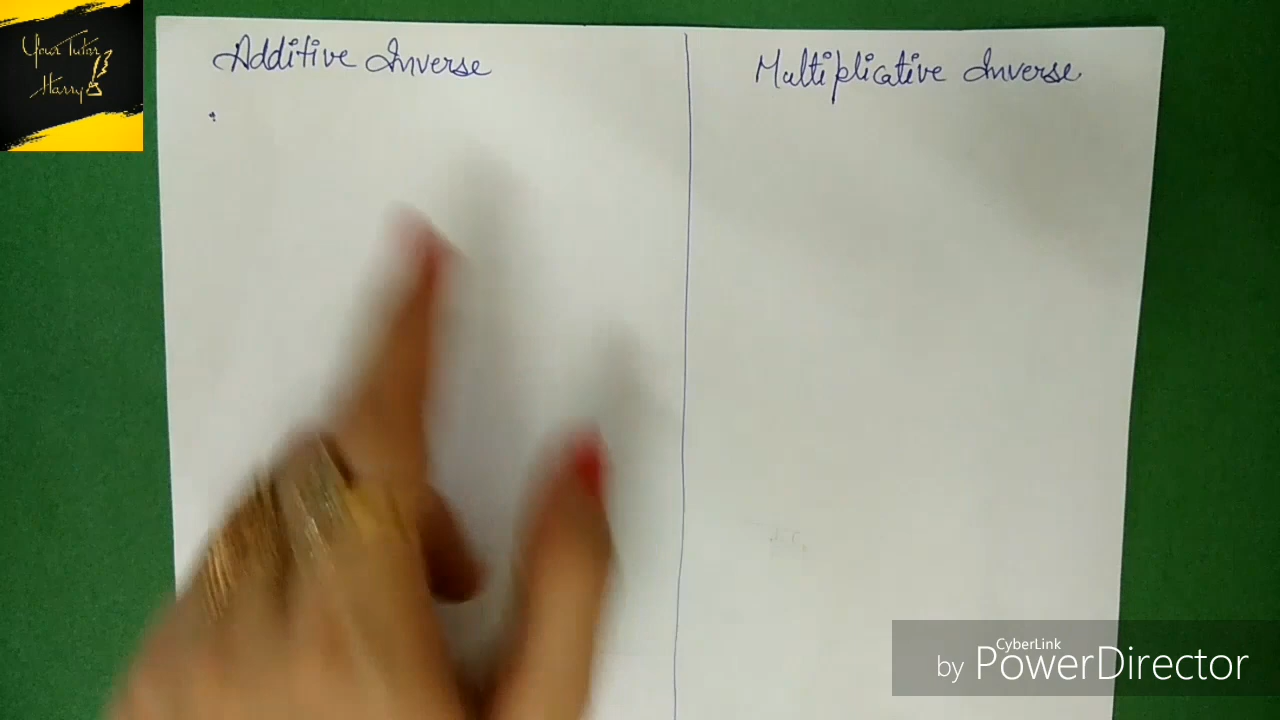 Your Tutor
Harry
Additive Inverse
Multiplicative Inverse
CyberLink
by PowerDirector